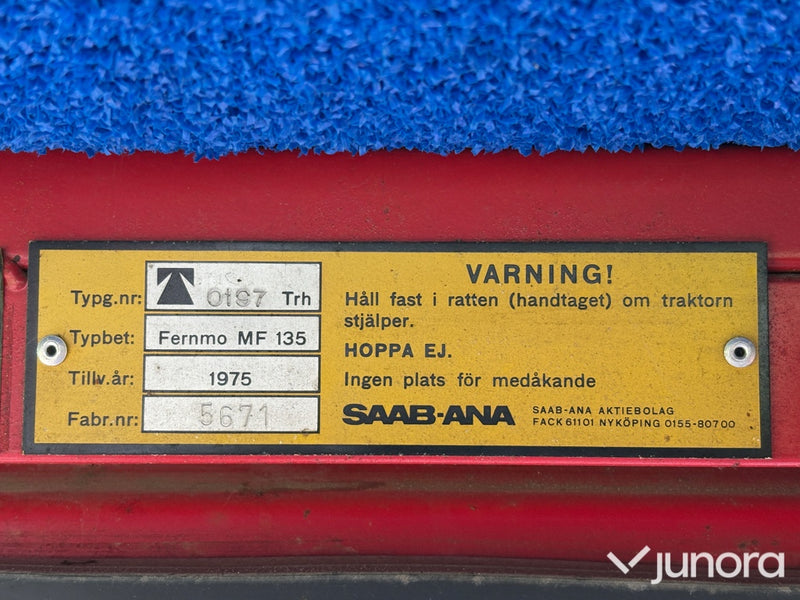 Typg.nr: 0197 Trh
Typbet: Fernmo MF 135
Tillv.år: 1975
Fabr.nr: 5671
VARNING!
Håll fast i ratten (handtaget) om traktorn
stjälper.
HOPPA EJ.
Ingen plats för medåkande
SAAB-ANA
SAAB-ANA AKTIEBOLAG
FACK 61101 NYKÖPING 0155-80700
junora